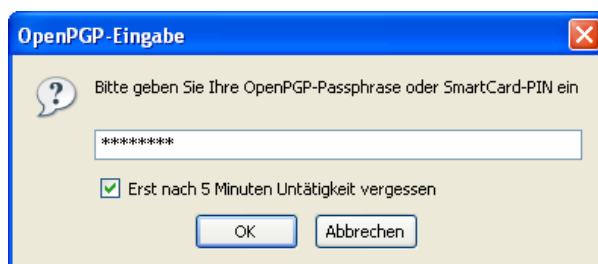 OpenPGP-Eingabe
Bitte geben Sie Ihre OpenPGP-Passphrase oder SmartCard-PIN ein
********
Erst nach 5 Minuten Untätigkeit vergessen
OK Abbrechen